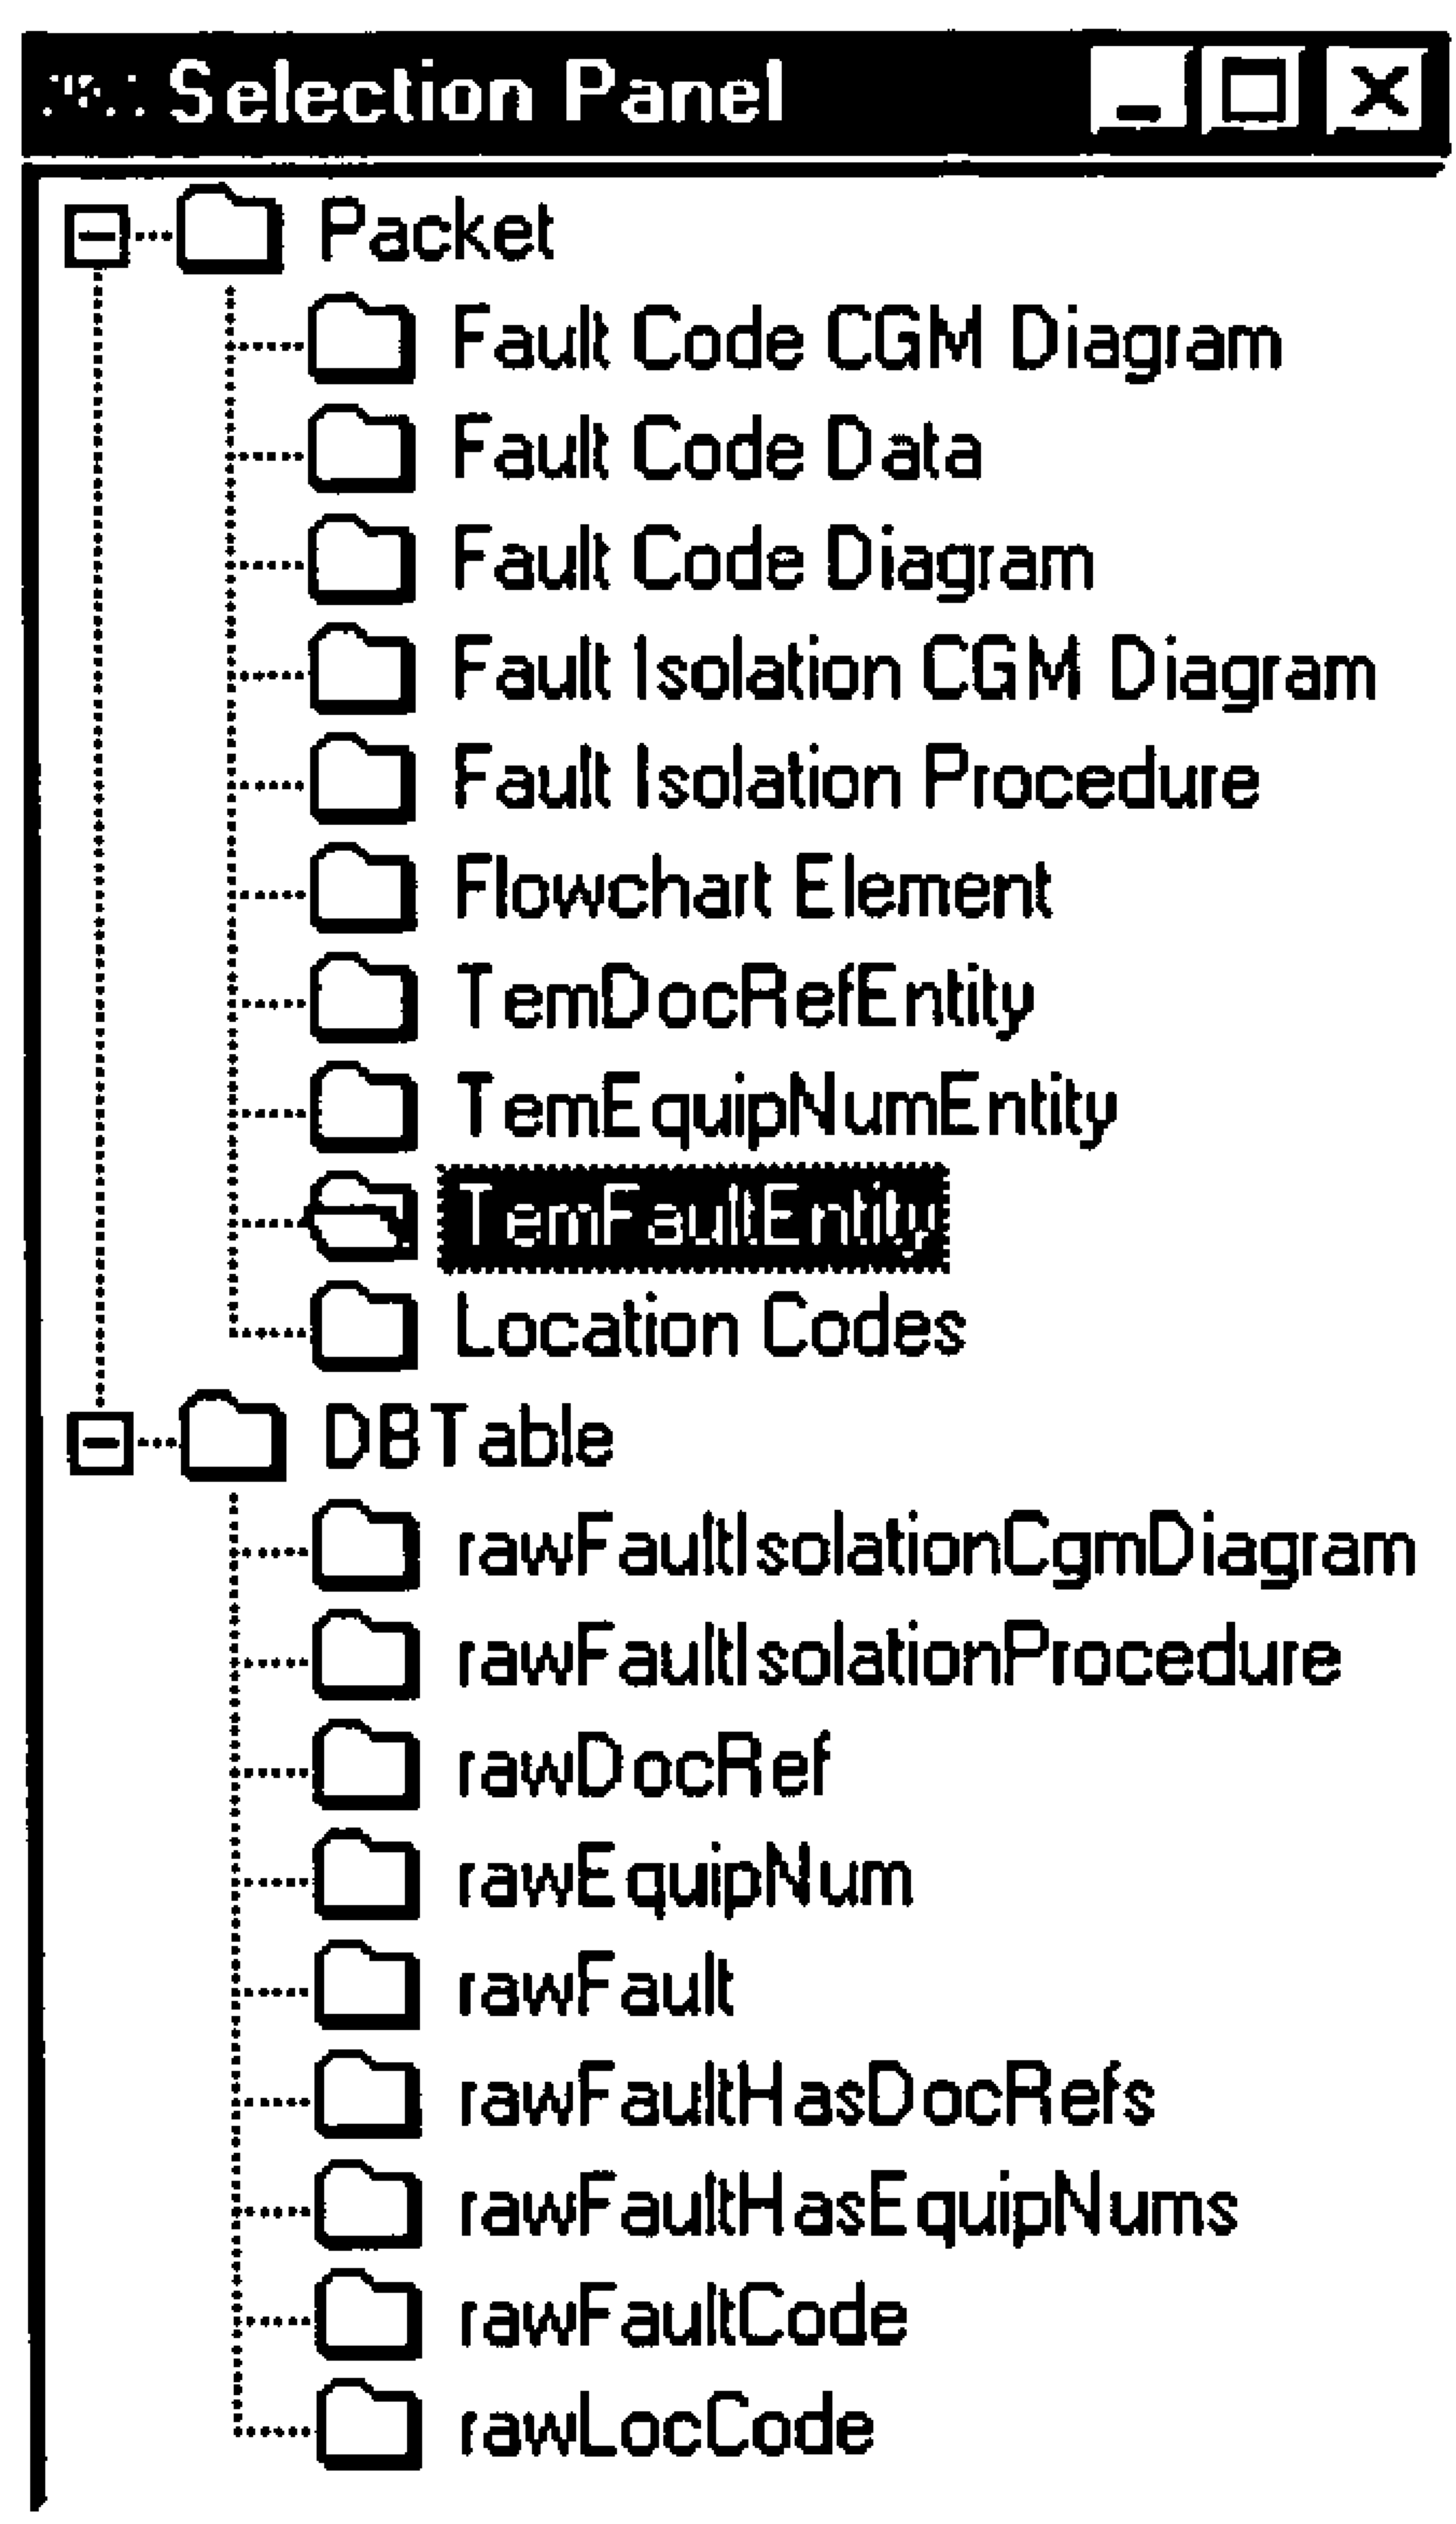 Selection Panel
Packet
Fault Code CGM Diagram
Fault Code Data
Fault Code Diagram
Fault Isolation CGM Diagram
Fault Isolation Procedure
Flowchart Element
TemDocRefEntity
TemEquipNumEntity
TemFaultEntity
Location Codes
DBTable
rawFaultIsolationCgmDiagram
rawFaultIsolationProcedure
rawDocRef
rawEquipNum
rawFault
rawFaultHasDocRefs
rawFaultHasEquipNums
rawFaultCode
rawLocCode